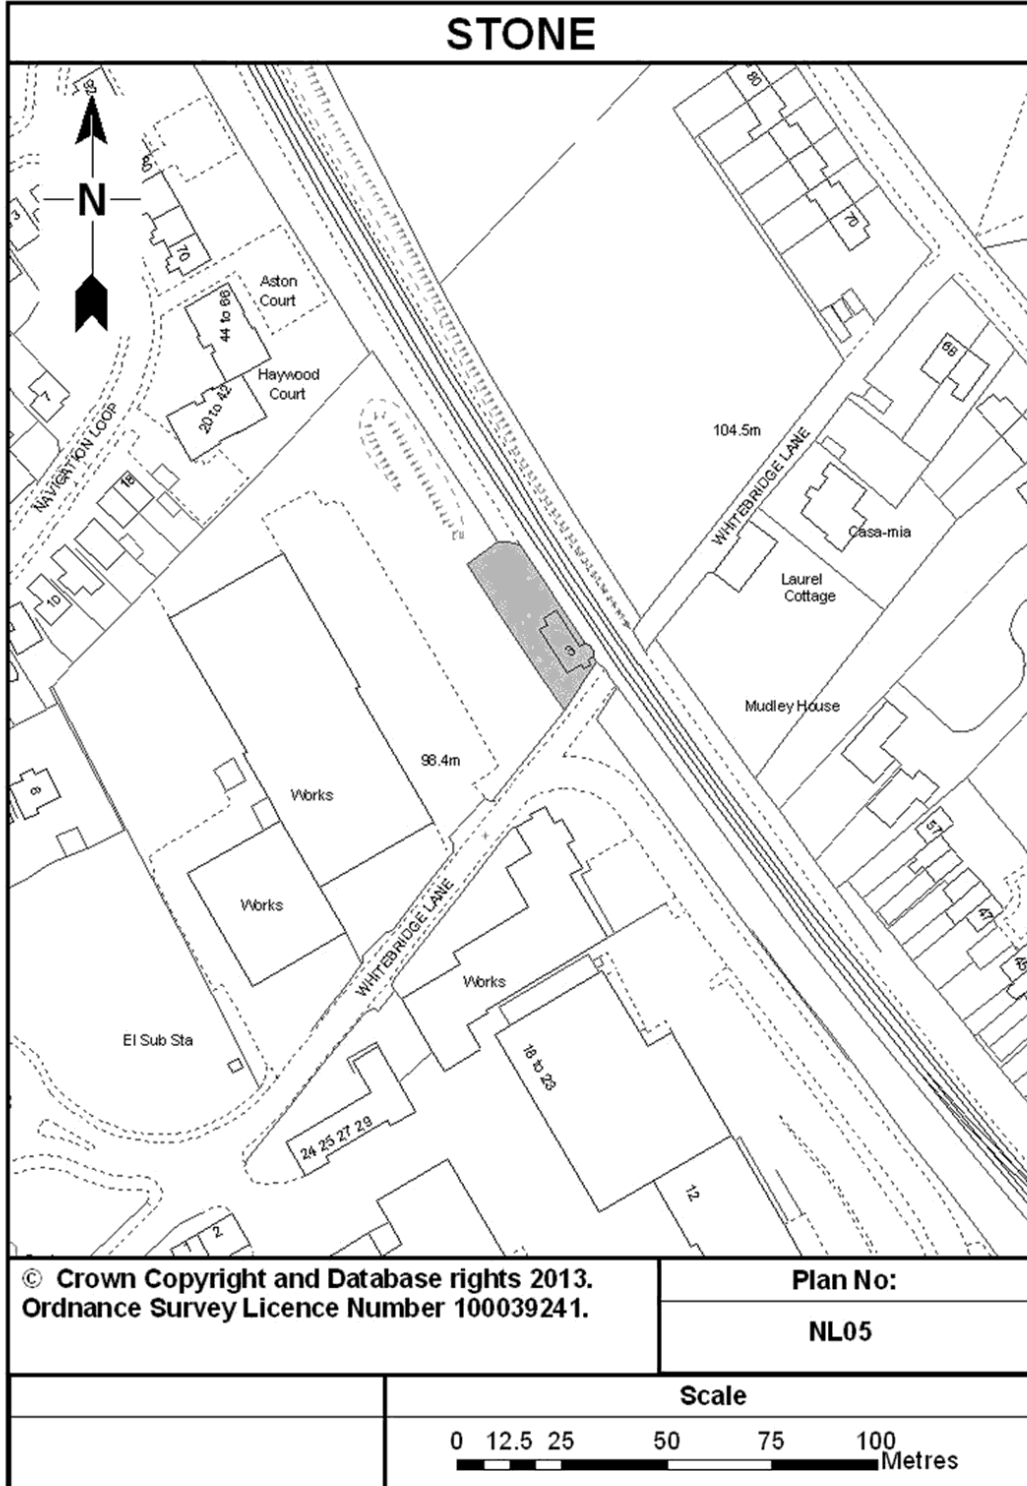 STONE
N
80
70
70
Aston
Court
44 to 66
Haywood
Court
20 to 42
7
3
NAVIGATION LOOP
18
10
104.5m
WHITEBRIDGE LANE
68
Casa-mia
Laurel
Cottage
Mudley House
98.4m
Works
8
Works
WHITEBRIDGE LANE
Works
57
47
45
El Sub Sta
18 to 23
24 25 27 29
12
1
2
© Crown Copyright and Database rights 2013.
Ordnance Survey Licence Number 100039241.
Plan No:
NL05
Scale
0 12.5 25 50 75 100
Metres